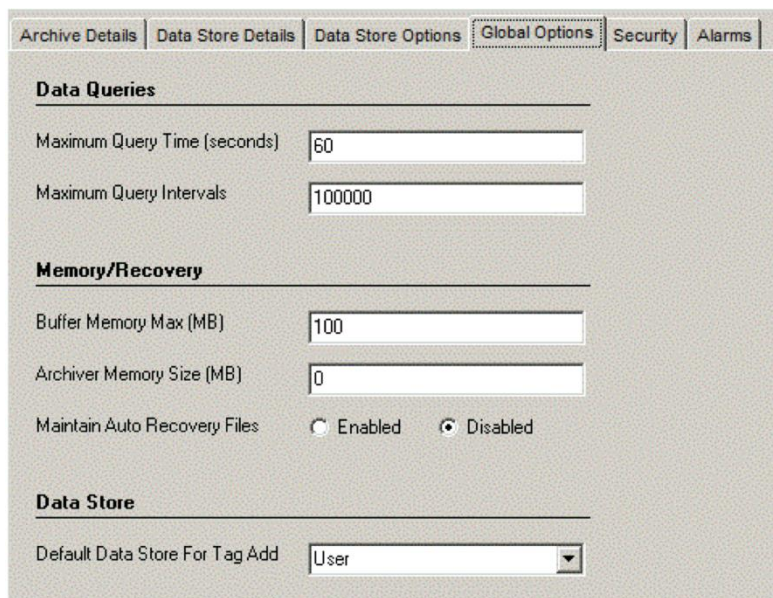 Archive Details Data Store Details Data Store Options Global Options Security Alarms
Data Queries
Maximum Query Time (seconds) 60
Maximum Query Intervals 100000
Memory/Recovery
Buffer Memory Max (MB) 100
Archiver Memory Size (MB) 0
Maintain Auto Recovery Files Enabled Disabled
Data Store
Default Data Store For Tag Add User